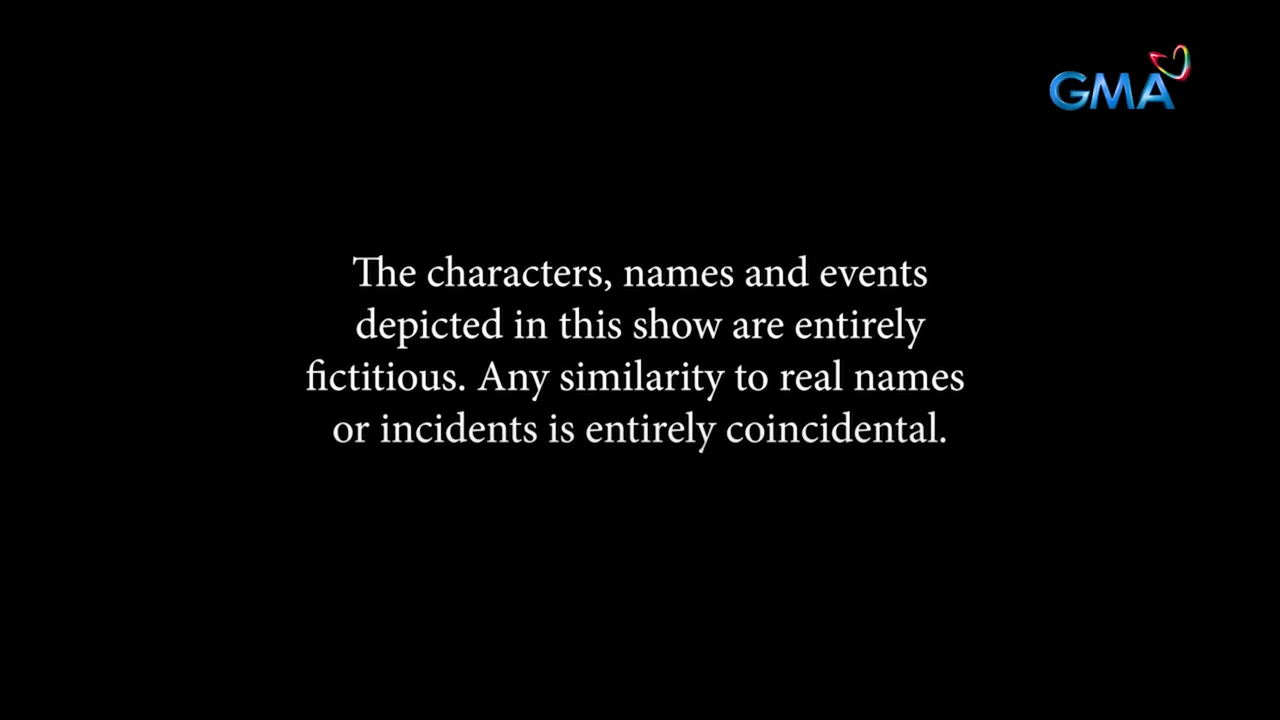 GMA
The characters, names and events
depicted in this show are entirely
fictitious. Any similarity to real names
or incidents is entirely coincidental.